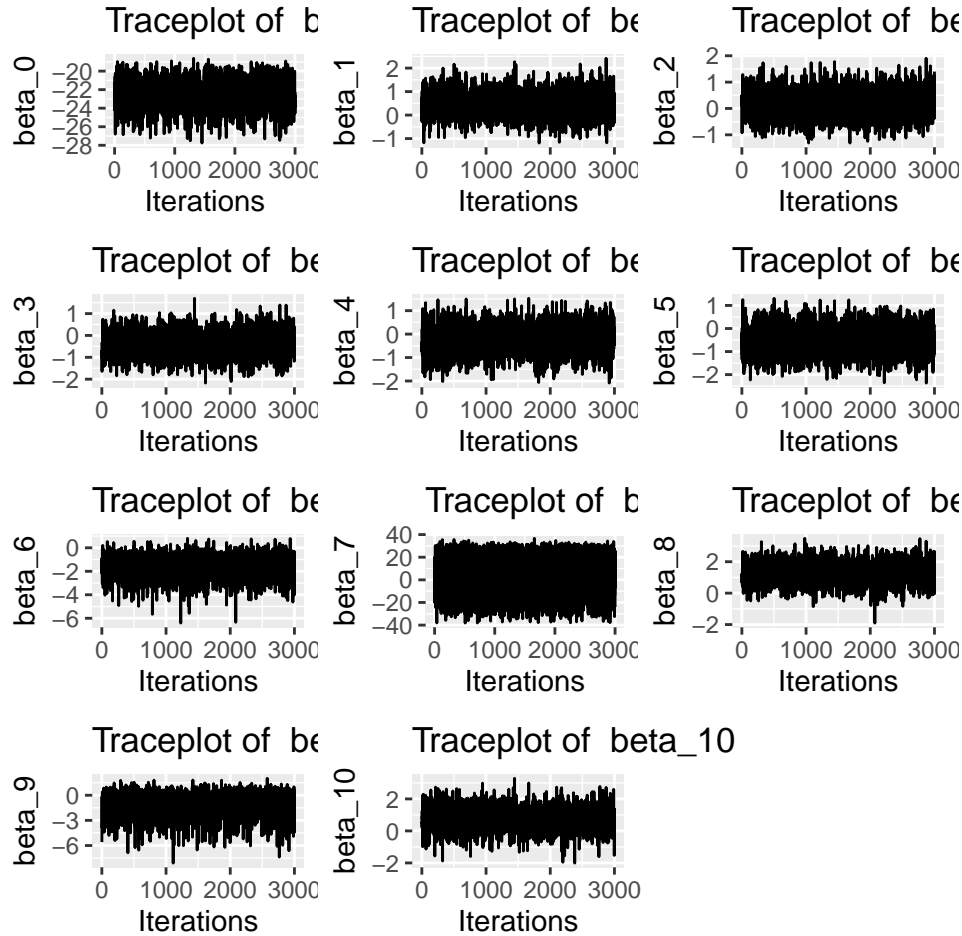 Traceplot of b
beta_0
−20
−22
−24
−26
−28
0 1000 2000 3000
Iterations
Traceplot of be
beta_1
2
1
0
−1
0 1000 2000 3000
Iterations
Traceplot of be
beta_2
2
1
0
−1
0 1000 2000 3000
Iterations
Traceplot of be
beta_3
1
0
−1
−2
0 1000 2000 3000
Iterations
Traceplot of be
beta_4
1
0
−1
−2
0 1000 2000 3000
Iterations
Traceplot of be
beta_5
1
0
−1
−2
0 1000 2000 3000
Iterations
Traceplot of be
beta_6
0
−2
−4
−6
0 1000 2000 3000
Iterations
Traceplot of b
beta_7
40
20
0
−20
−40
0 1000 2000 3000
Iterations
Traceplot of be
beta_8
2
0
−2
0 1000 2000 3000
Iterations
Traceplot of be
beta_9
0
−3
−6
0 1000 2000 3000
Iterations
Traceplot of beta_10
beta_10
2
0
−2
0 1000 2000 3000
Iterations